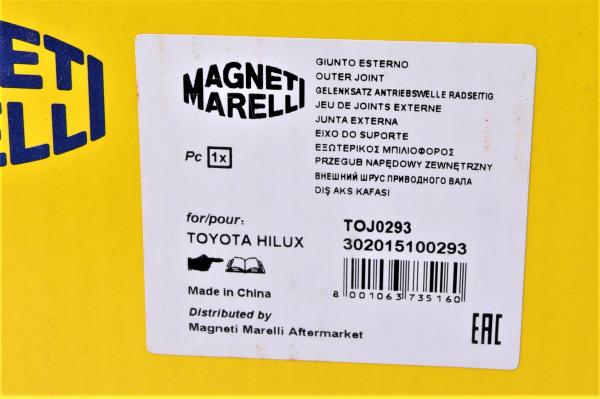 NETI
ELLI
MAGNETI
MARELLI
GIUNTO ESTERNO
OUTER JOINT
GELENKSATZ ANTRIEBSWELLE RADSEITIG
JEU DE JOINTS EXTERNE
JUNTA EXTERNA
EIXO DO SUPORTE
ΕΞΩΤΕΡΙΚΟΣ ΜΠΙΛΙΟΦΟΡΟΣ
PRZEGUB NAPĘDOWY ZEWNĘTRZNY
ВНЕШНИЙ ШРУС ПРИВОДНОГО ВАЛА
DIŞ AKS KAFASI
Pc 1x
for/pour:
TOYOTA HILUX
TOJ0293
302015100293
8 001063 735160
Made in China
Distributed by
Magneti Marelli Aftermarket
EAC